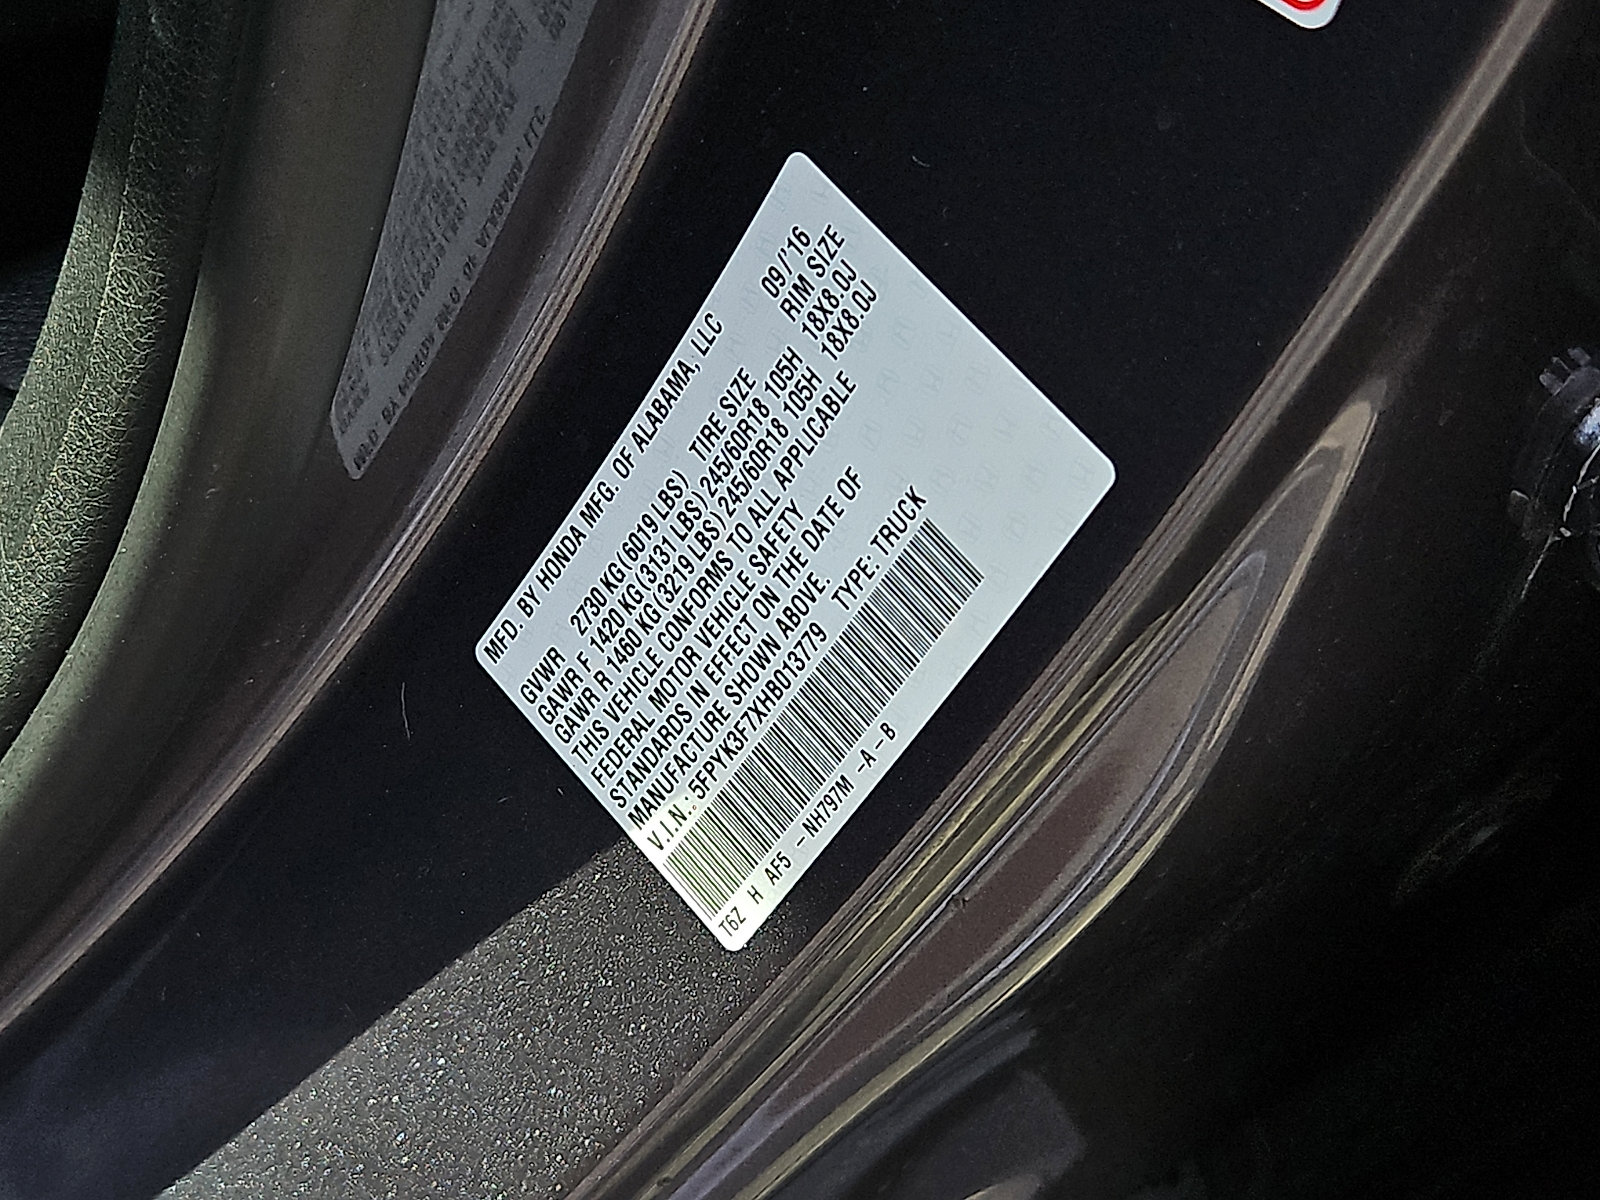 MFD. BY HONDA MFG. OF ALABAMA, LLC 09/'16
GVWR 2730 KG (6019 LBS) TIRE SIZE RIM SIZE
GAWR F 1420 KG (3131 LBS) 245/60R18 105H 18X8.0J
GAWR R 1460 KG (3219 LBS) 245/60R18 105H 18X8.0J
THIS VEHICLE CONFORMS TO ALL APPLICABLE
FEDERAL MOTOR VEHICLE SAFETY
STANDARDS IN EFFECT ON THE DATE OF
MANUFACTURE SHOWN ABOVE.
V.I.N.: 5FPYK3F7XHB013779 TYPE: TRUCK
T6Z H AF5 -NH797M -A-B